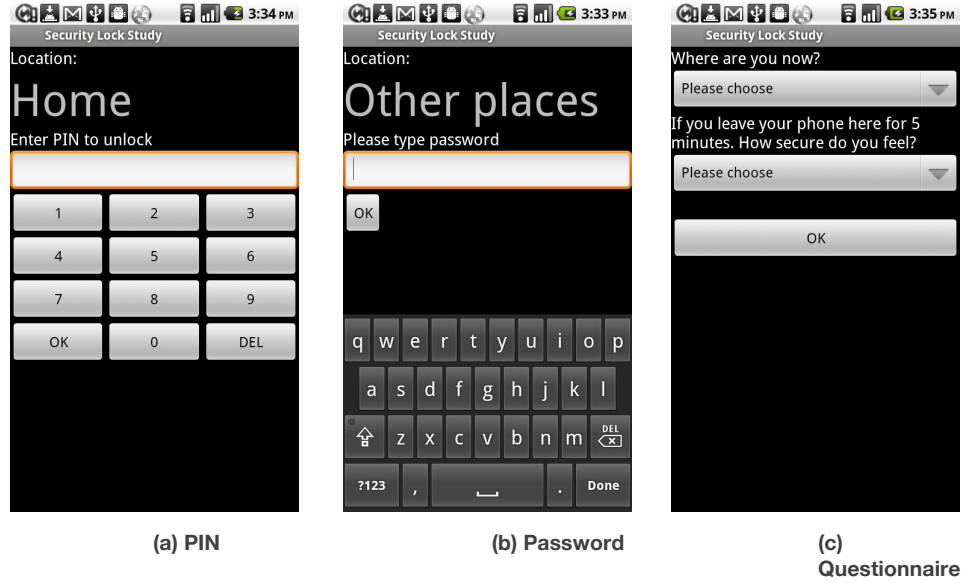 3:34 PM
Security Lock Study
Location:
Home
Enter PIN to unlock
1 2 3
4 5 6
7 8 9
OK 0 DEL
(a) PIN
3:33 PM
Security Lock Study
Location:
Other places
Please type password
OK
q w e r t y u i o p
a s d f g h j k l
z x c v b n m DEL
?123 , . Done
(b) Password
3:35 PM
Security Lock Study
Where are you now?
Please choose
If you leave your phone here for 5
minutes. How secure do you feel?
Please choose
OK
(c)
Questionnaire